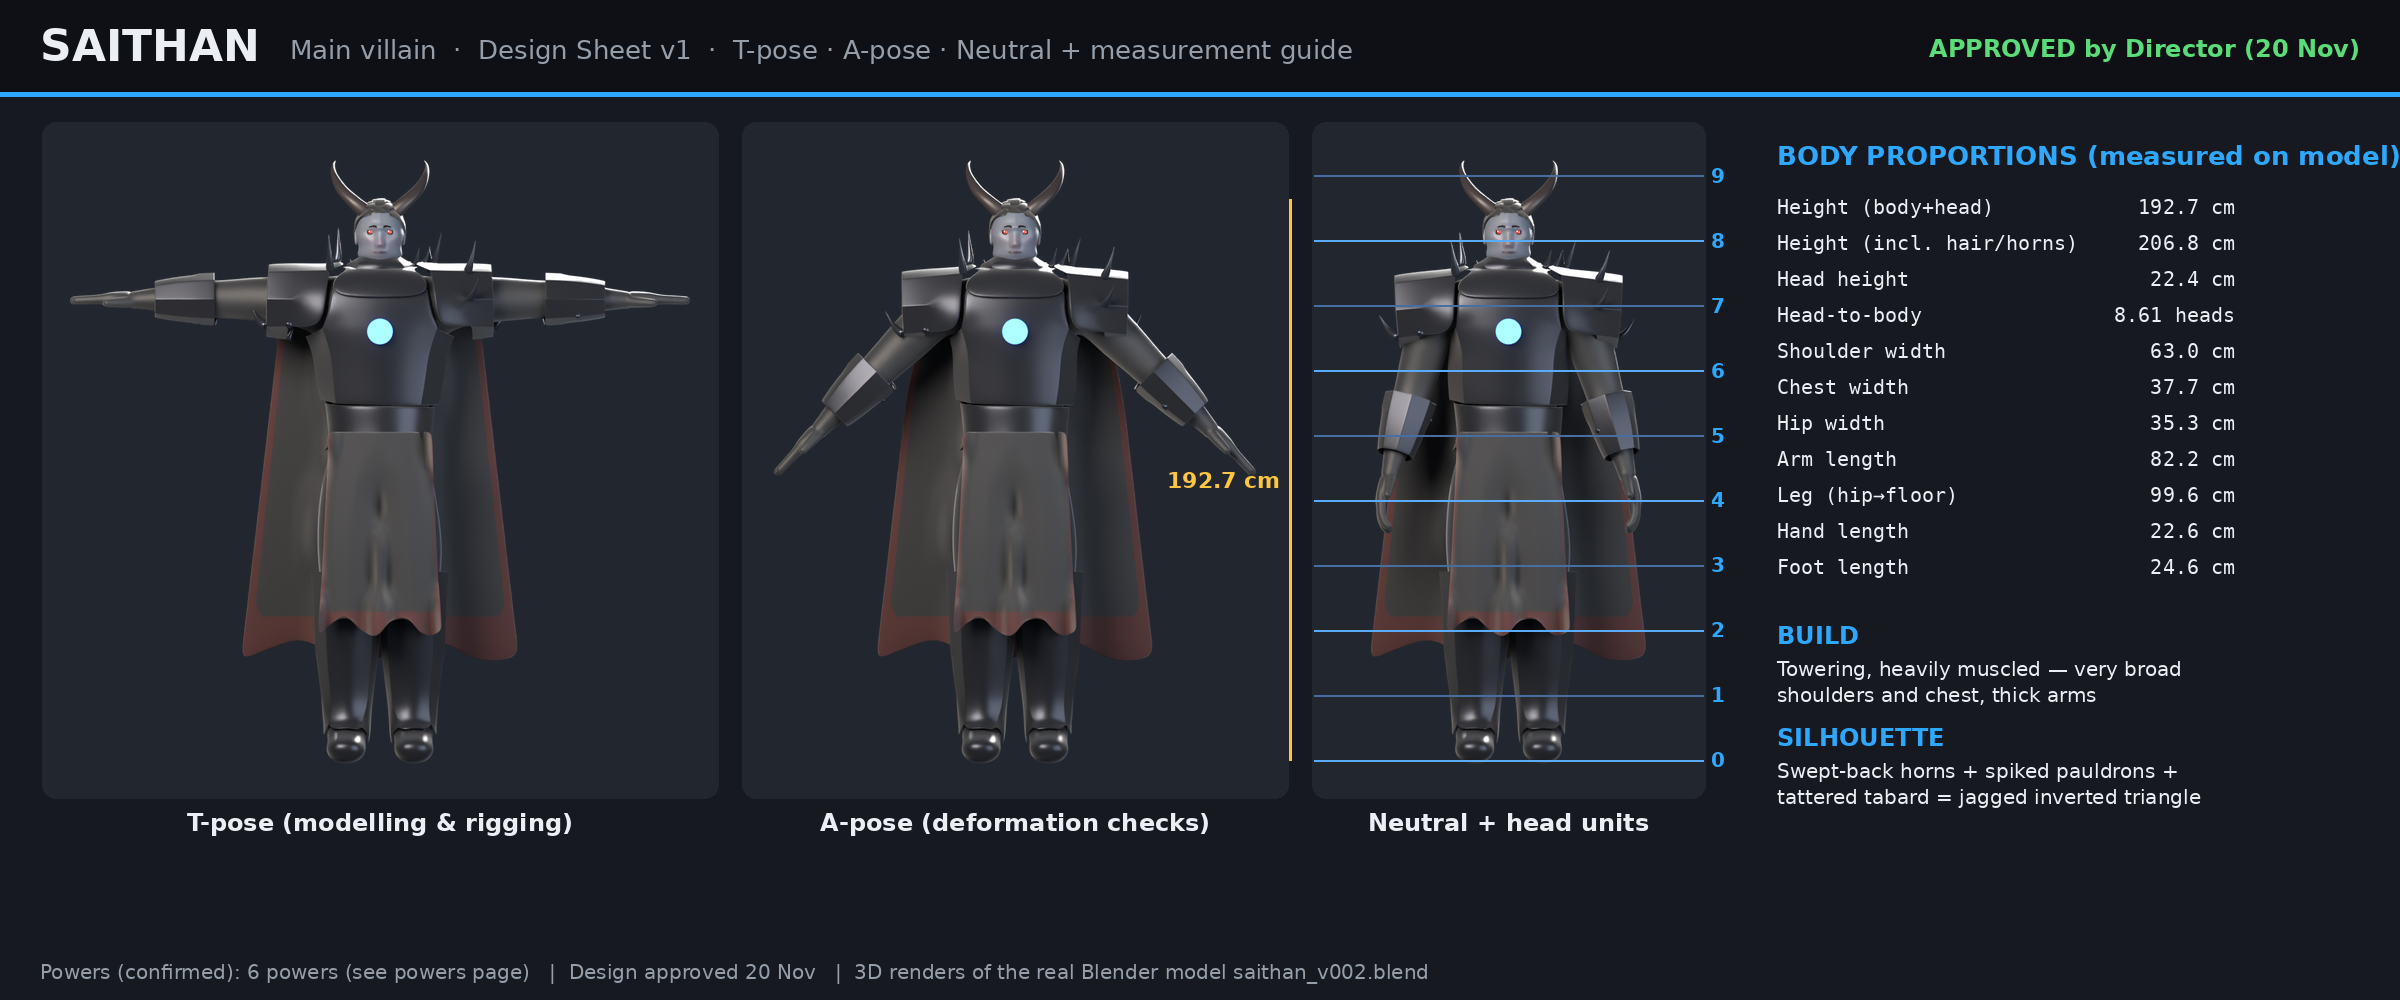 SAITHAN Main villain · Design Sheet v1 · T-pose · A-pose · Neutral + measurement guide APPROVED by Director (20 Nov)
BODY PROPORTIONS (measured on model)
Height (body+head) 192.7 cm
Height (incl. hair/horns) 206.8 cm
Head height 22.4 cm
Head-to-body 8.61 heads
Shoulder width 63.0 cm
Chest width 37.7 cm
Hip width 35.3 cm
Arm length 82.2 cm
Leg (hip→floor) 99.6 cm
Hand length 22.6 cm
Foot length 24.6 cm
BUILD
Towering, heavily muscled — very broad
shoulders and chest, thick arms
SILHOUETTE
Swept-back horns + spiked pauldrons +
tattered tabard = jagged inverted triangle
192.7 cm
9
8
7
6
5
4
3
2
1
0
T-pose (modelling & rigging)
A-pose (deformation checks)
Neutral + head units
Powers (confirmed): 6 powers (see powers page) | Design approved 20 Nov | 3D renders of the real Blender model saithan_v002.blend